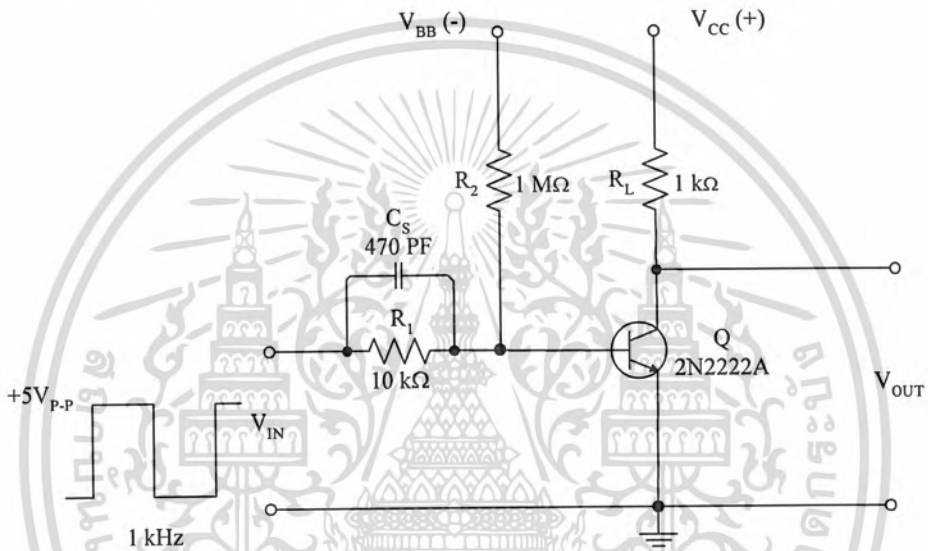 V_BB (-)
V_CC (+)
R_2 1 MΩ
R_L 1 kΩ
C_S
470 PF
R_1
10 kΩ
Q
2N2222A
V_OUT
+5V_P-P
V_IN
1 kHz